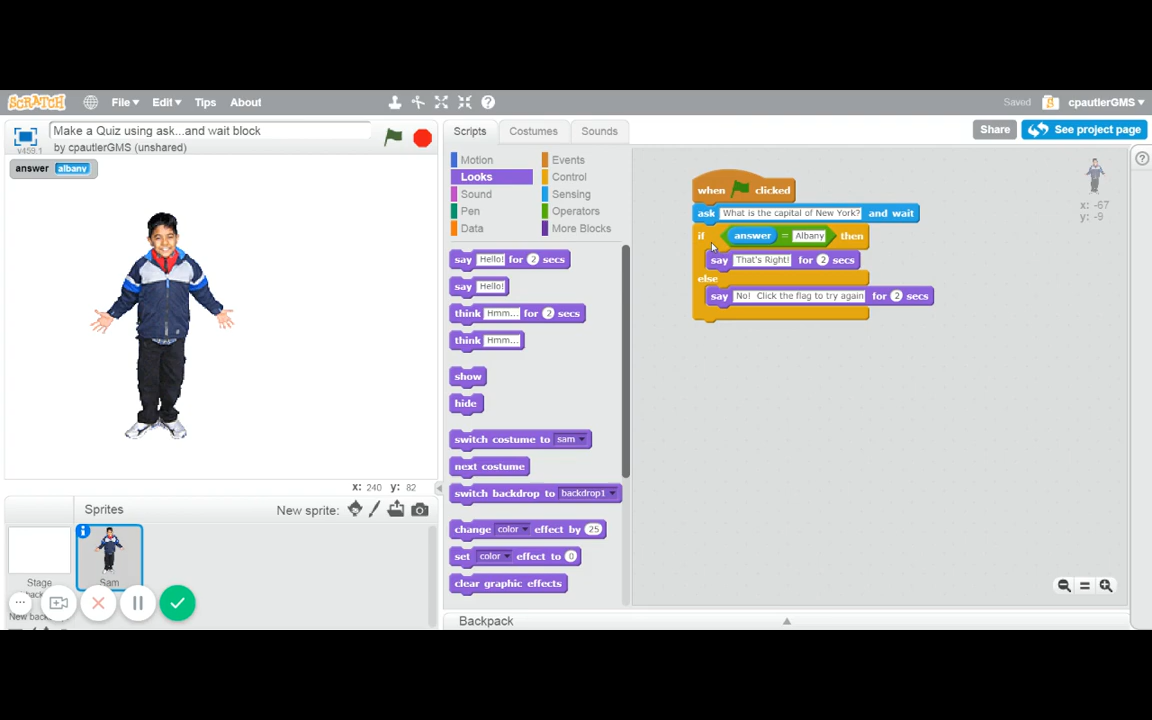 SCRATCH File Edit Tips About Saved cpautlerGMS
Make a Quiz using ask...and wait block
by cpautlerGMS (unshared)
v459.1
Share
See project page
answer albany
Scripts Costumes Sounds
Motion Events
Looks Control
Sound Sensing
Pen Operators
Data More Blocks
say Hello! for 2 secs
say Hello!
think Hmm... for 2 secs
think Hmm...
show
hide
switch costume to sam
next costume
switch backdrop to backdrop1
change color effect by 25
set color effect to 0
clear graphic effects
when clicked
ask What is the capital of New York? and wait
if answer = Albany then
say That's Right! for 2 secs
else
say No! Click the flag to try again for 2 secs
x: -67
y: -9
x: 240 y: 82
Sprites New sprite:
Stage
Sam
New
Backpack